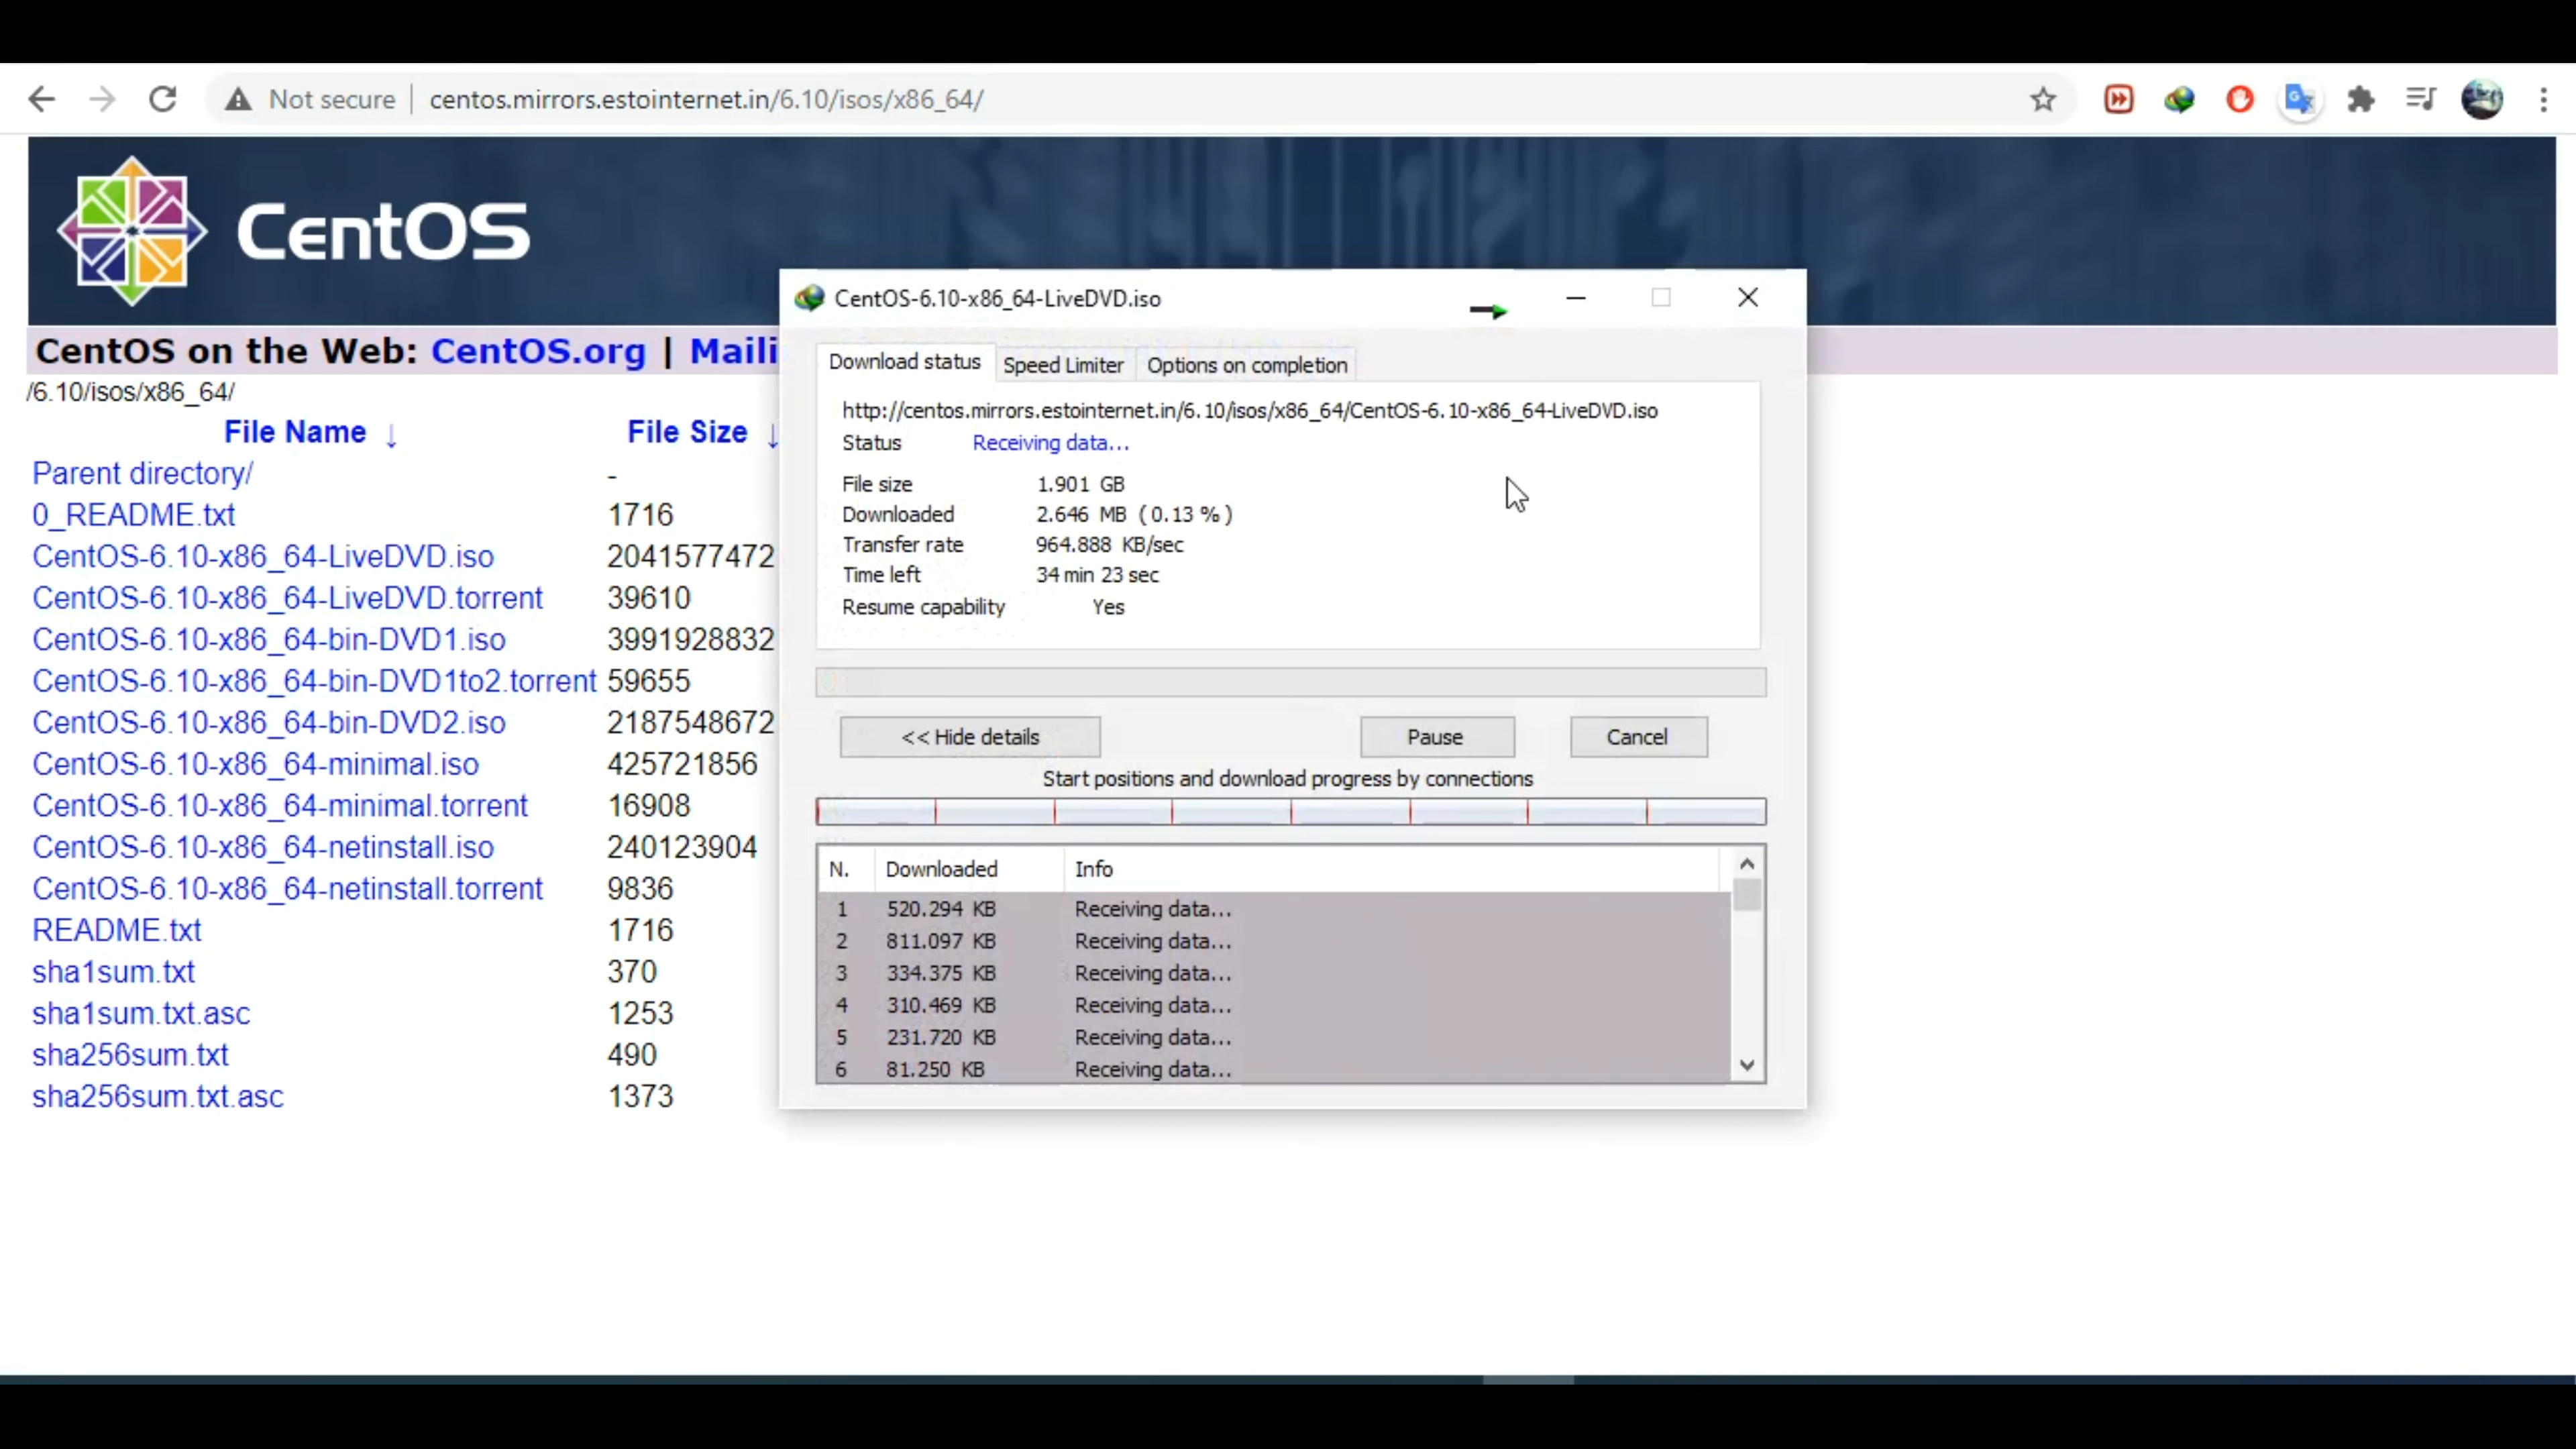 Not secure centos.mirrors.estointernet.in/6.10/isos/x86_64/
CentOS
CentOS on the Web: CentOS.org | Maili
/6.10/isos/x86_64/
File Name ↓ File Size ↓
Parent directory/ -
0_README.txt 1716
CentOS-6.10-x86_64-LiveDVD.iso 2041577472
CentOS-6.10-x86_64-LiveDVD.torrent 39610
CentOS-6.10-x86_64-bin-DVD1.iso 3991928832
CentOS-6.10-x86_64-bin-DVD1to2.torrent 59655
CentOS-6.10-x86_64-bin-DVD2.iso 2187548672
CentOS-6.10-x86_64-minimal.iso 425721856
CentOS-6.10-x86_64-minimal.torrent 16908
CentOS-6.10-x86_64-netinstall.iso 240123904
CentOS-6.10-x86_64-netinstall.torrent 9836
README.txt 1716
sha1sum.txt 370
sha1sum.txt.asc 1253
sha256sum.txt 490
sha256sum.txt.asc 1373
CentOS-6.10-x86_64-LiveDVD.iso
Download status Speed Limiter Options on completion
http://centos.mirrors.estointernet.in/6.10/isos/x86_64/CentOS-6.10-x86_64-LiveDVD.iso
Status Receiving data...
File size 1.901 GB
Downloaded 2.646 MB ( 0.13 % )
Transfer rate 964.888 KB/sec
Time left 34 min 23 sec
Resume capability Yes
<< Hide details Pause Cancel
Start positions and download progress by connections
N. Downloaded Info
1 520.294 KB Receiving data...
2 811.097 KB Receiving data...
3 334.375 KB Receiving data...
4 310.469 KB Receiving data...
5 231.720 KB Receiving data...
6 81.250 KB Receiving data...